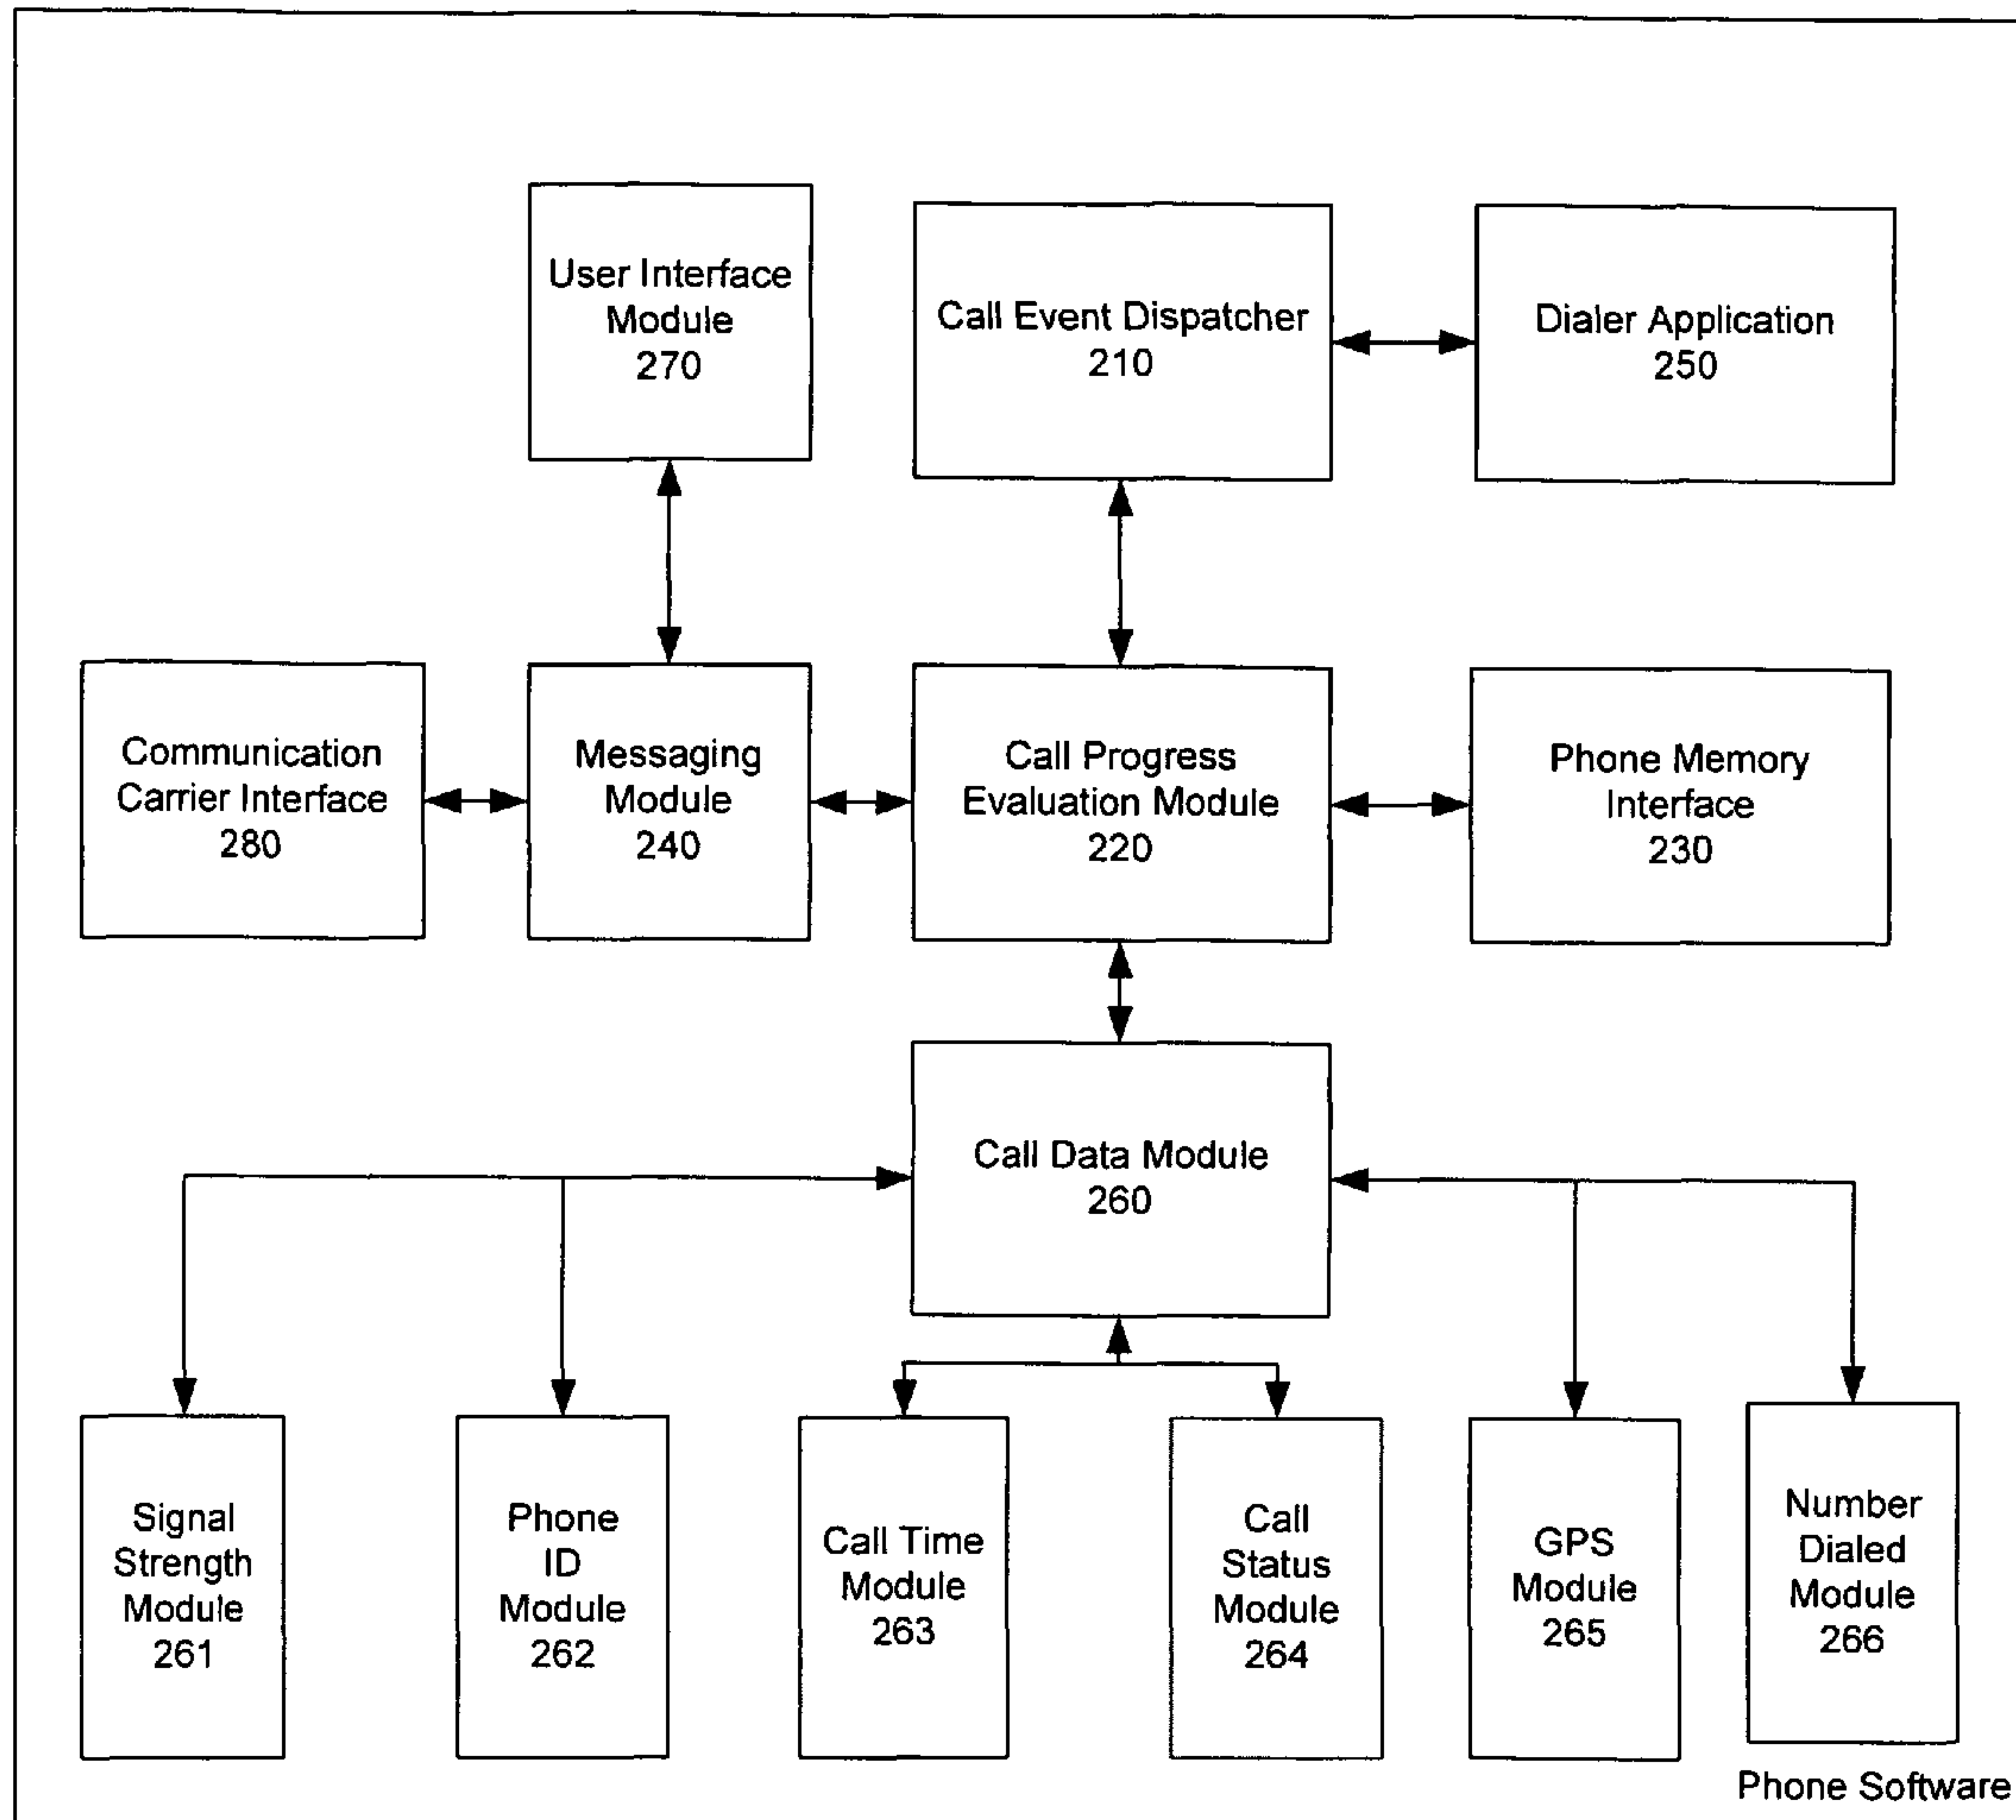 User Interface
Module
270
Call Event Dispatcher
210
Dialer Application
250
Communication
Carrier Interface
280
Messaging
Module
240
Call Progress
Evaluation Module
220
Phone Memory
Interface
230
Call Data Module
260
Signal
Strength
Module
261
Phone
ID
Module
262
Call Time
Module
263
Call
Status
Module
264
GPS
Module
265
Number
Dialed
Module
266
Phone Software